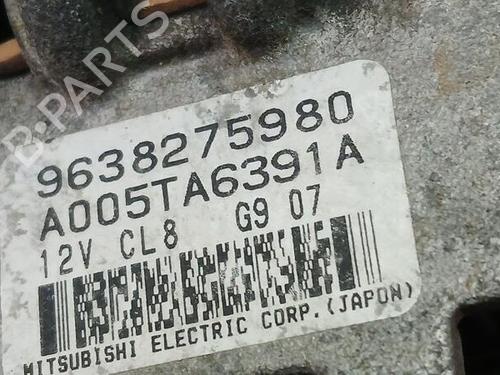 B-PARTS
9638275980
A005TA6391A
12V CL8 G9 07
MITSUBISHI ELECTRIC CORP.(JAPON)